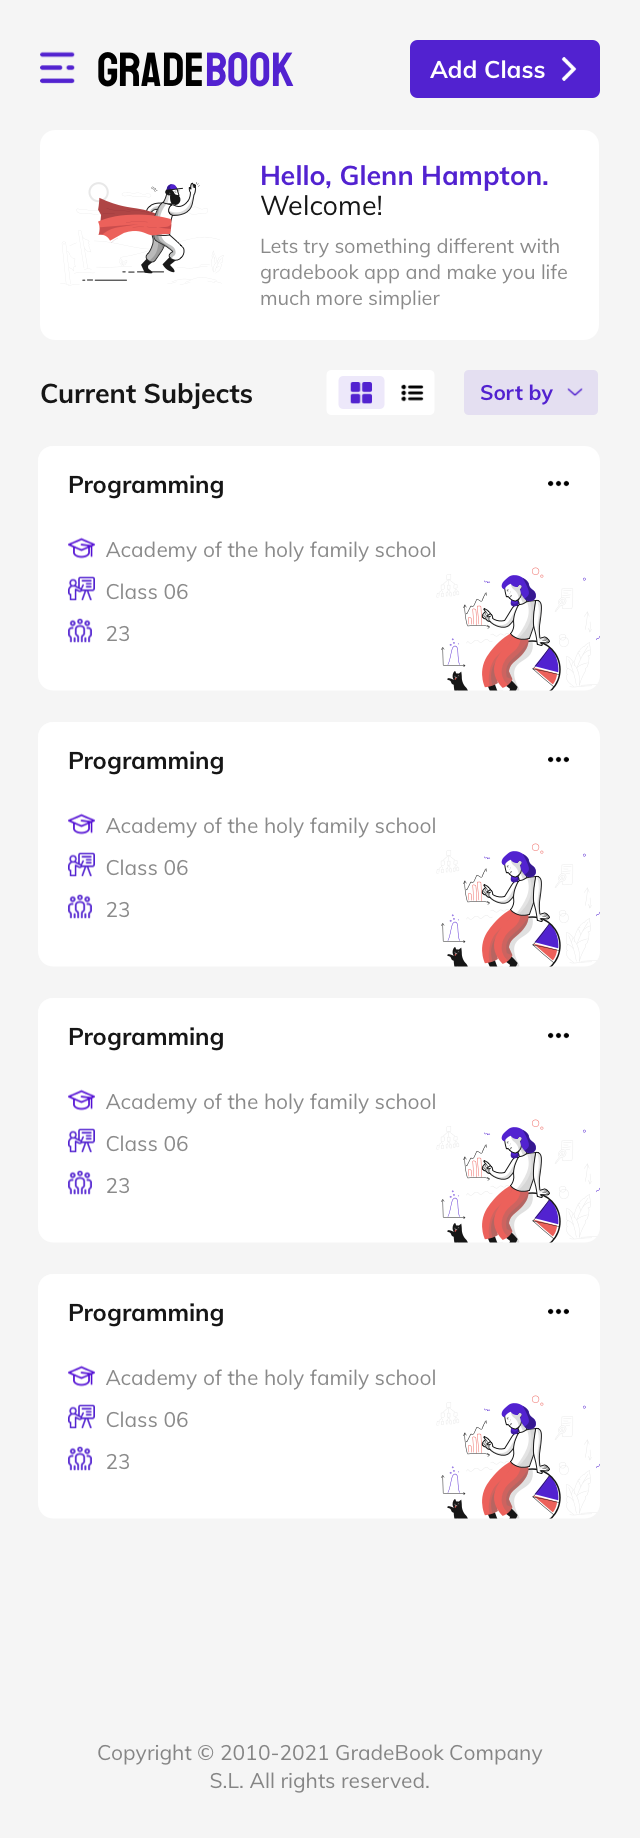 GRADEBOOK
Add Class
Hello, Glenn Hampton.
Welcome!
Lets try something different with
gradebook app and make you life
much more simplier
Current Subjects
Sort by
Programming
Academy of the holy family school
Class 06
23
Programming
Academy of the holy family school
Class 06
23
Programming
Academy of the holy family school
Class 06
23
Programming
Academy of the holy family school
Class 06
23
Copyright © 2010-2021 GradeBook Company
S.L. All rights reserved.